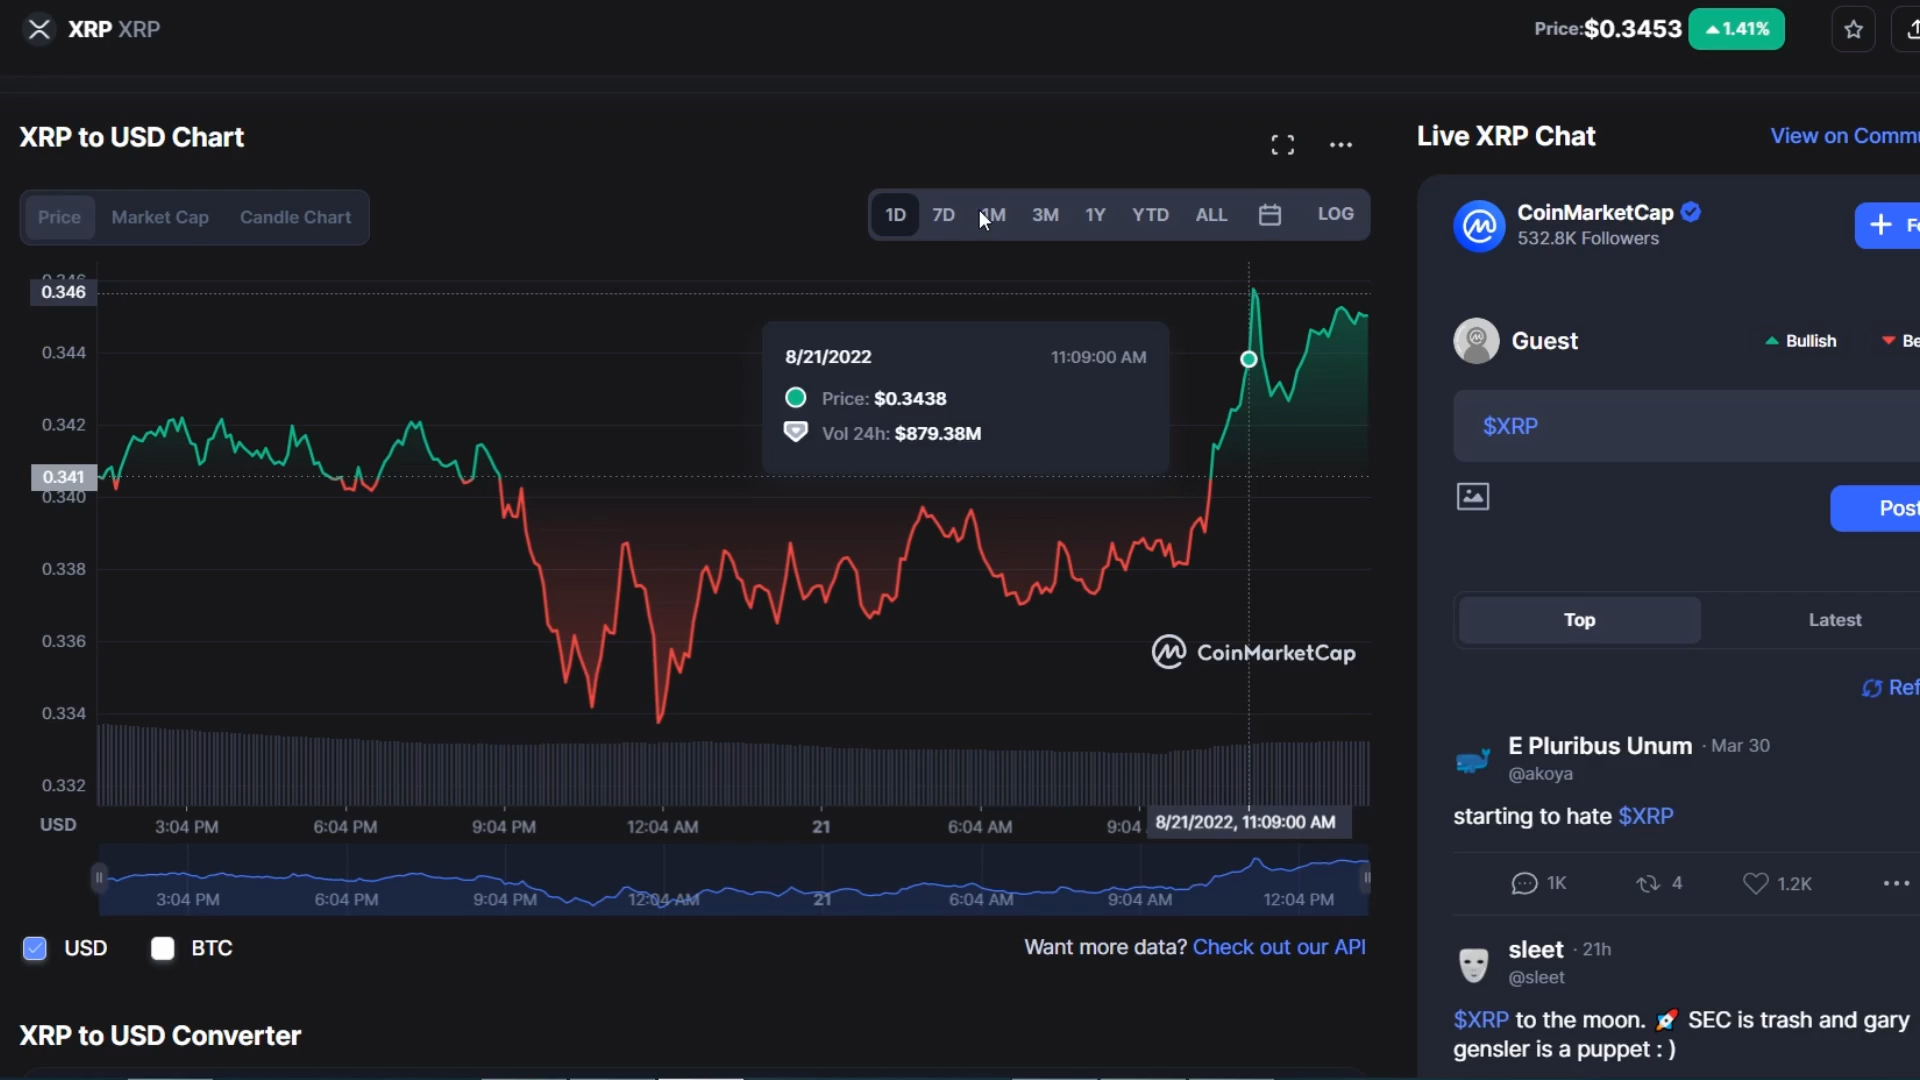 XRP XRP
Price:$0.3453 1.41%
XRP to USD Chart
Price Market Cap Candle Chart
1D 7D 1M 3M 1Y YTD ALL LOG
0.346
0.346
0.344
0.342
0.341
0.340
0.338
0.336
0.334
0.332
8/21/2022 11:09:00 AM
Price: $0.3438
Vol 24h: $879.38M
CoinMarketCap
USD 3:04 PM 6:04 PM 9:04 PM 12:04 AM 21 6:04 AM 9:04 8/21/2022, 11:09:00 AM
3:04 PM 6:04 PM 9:04 PM 12:04 AM 21 6:04 AM 9:04 AM 12:04 PM
USD BTC
Want more data? Check out our API
XRP to USD Converter
Live XRP Chat View on Commu
CoinMarketCap
532.8K Followers
+ Fo
Guest Bullish Be
$XRP
Post
Top Latest
Ref
E Pluribus Unum · Mar 30
@akoya
starting to hate $XRP
1K 4 1.2K
sleet · 21h
@sleet
$XRP to the moon. 🚀 SEC is trash and gary
gensler is a puppet : )